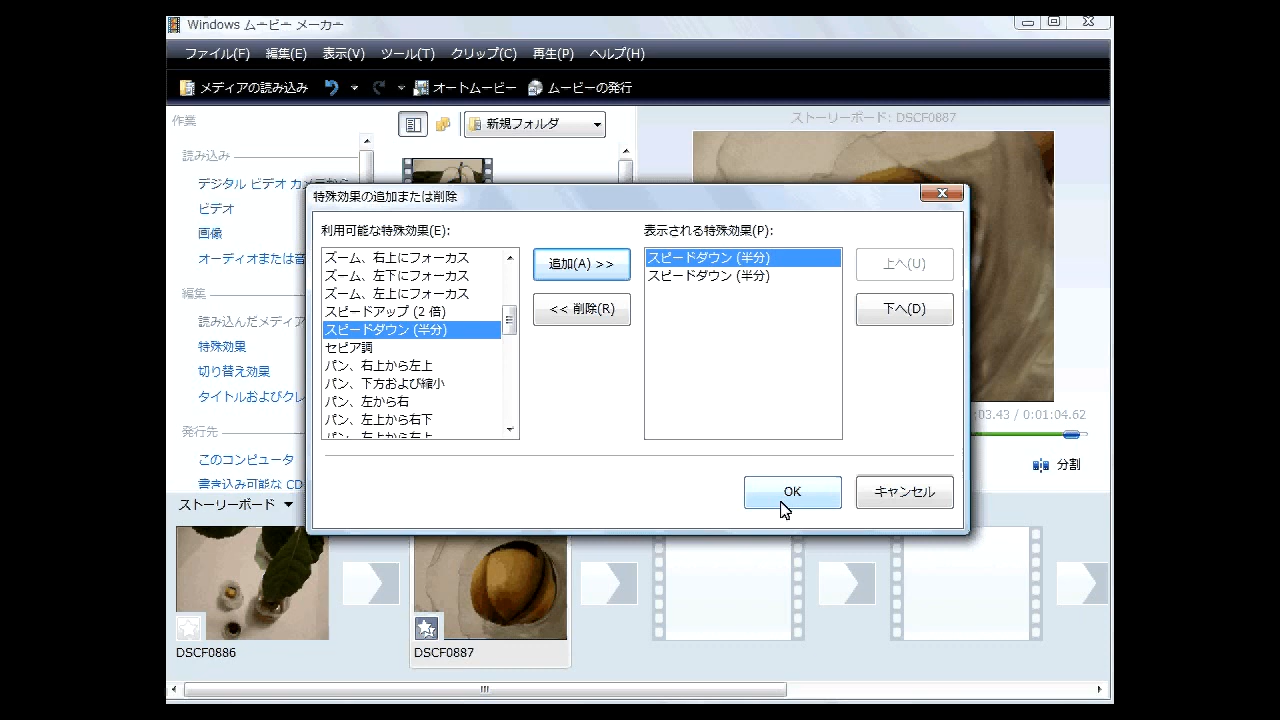 Windows ムービー メーカー
ファイル(F) 編集(E) 表示(V) ツール(T) クリップ(C) 再生(P) ヘルプ(H)
メディアの読み込み オートムービー ムービーの発行
作業
新規フォルダ
ストーリーボード: DSCF0887
読み込み
デジタル ビデオ カメラから
ビデオ
画像
オーディオまたは音
編集
読み込んだメディア
特殊効果
切り替え効果
タイトルおよびクレ
発行先
このコンピュータ
書き込み可能な CD
特殊効果の追加または削除
利用可能な特殊効果(E):
ズーム、右上にフォーカス
ズーム、左下にフォーカス
ズーム、左上にフォーカス
スピードアップ (2 倍)
スピードダウン (半分)
セピア調
パン、右上から左上
パン、下方および縮小
パン、左から右
パン、左上から右下
パン、左上から右上
追加(A) >>
<< 削除(R)
表示される特殊効果(P):
スピードダウン (半分)
スピードダウン (半分)
上へ(U)
下へ(D)
OK
キャンセル
03.43 / 0:01:04.62
分割
ストーリーボード
DSCF0886
DSCF0887